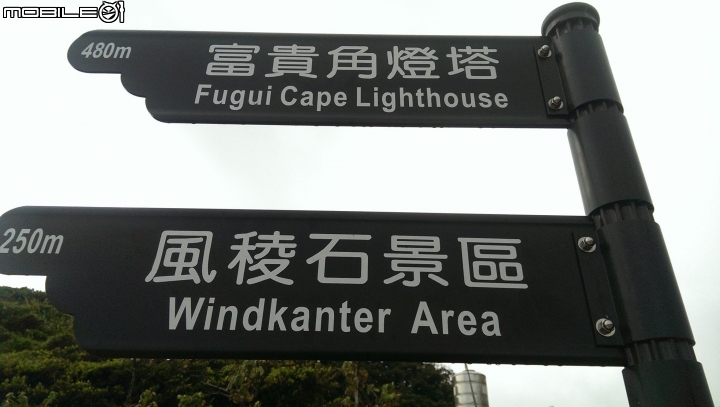 MOBILE01
480m
富貴角燈塔
Fugui Cape Lighthouse
250m
風稜石景區
Windkanter Area